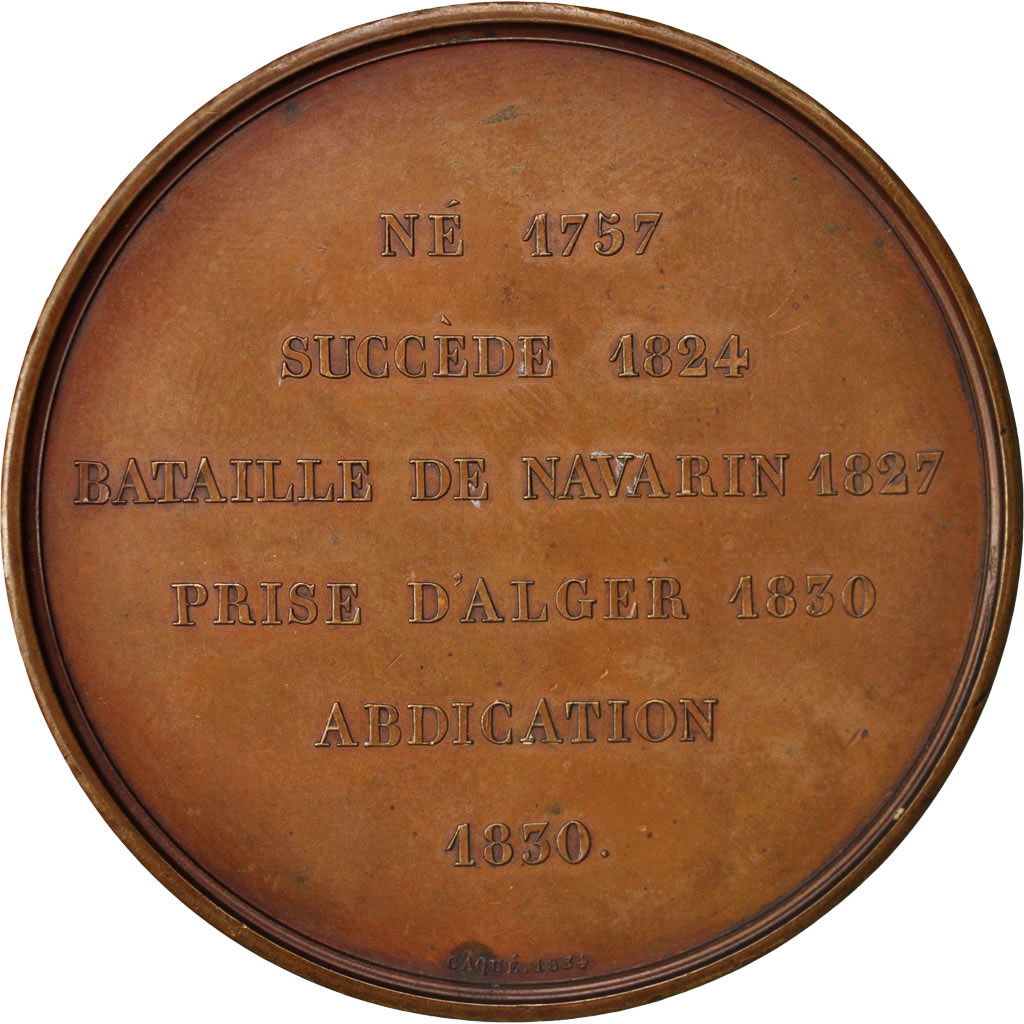 NÉ 1757
SUCCÈDE 1824
BATAILLE DE NAVARIN 1827
PRISE D'ALGER 1830
ABDICATION
1830.
CAQUÉ. 1834